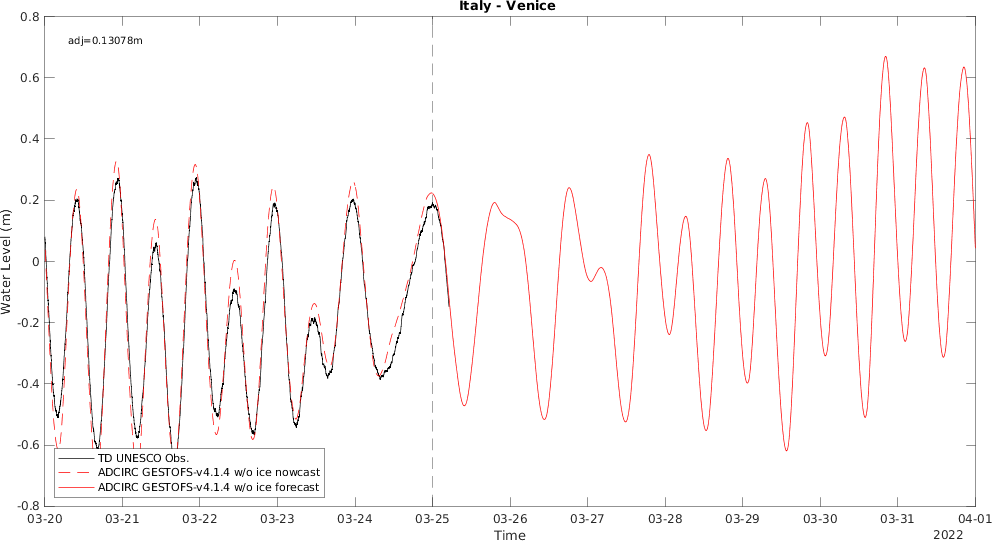 Italy - Venice
0.8
adj=0.13078m
0.6
0.4
0.2
0
-0.2
-0.4
-0.6
-0.8
Water Level (m)
TD UNESCO Obs.
ADCIRC GESTOFS-v4.1.4 w/o ice nowcast
ADCIRC GESTOFS-v4.1.4 w/o ice forecast
03-20 03-21 03-22 03-23 03-24 03-25 03-26 03-27 03-28 03-29 03-30 03-31 04-01
Time
2022